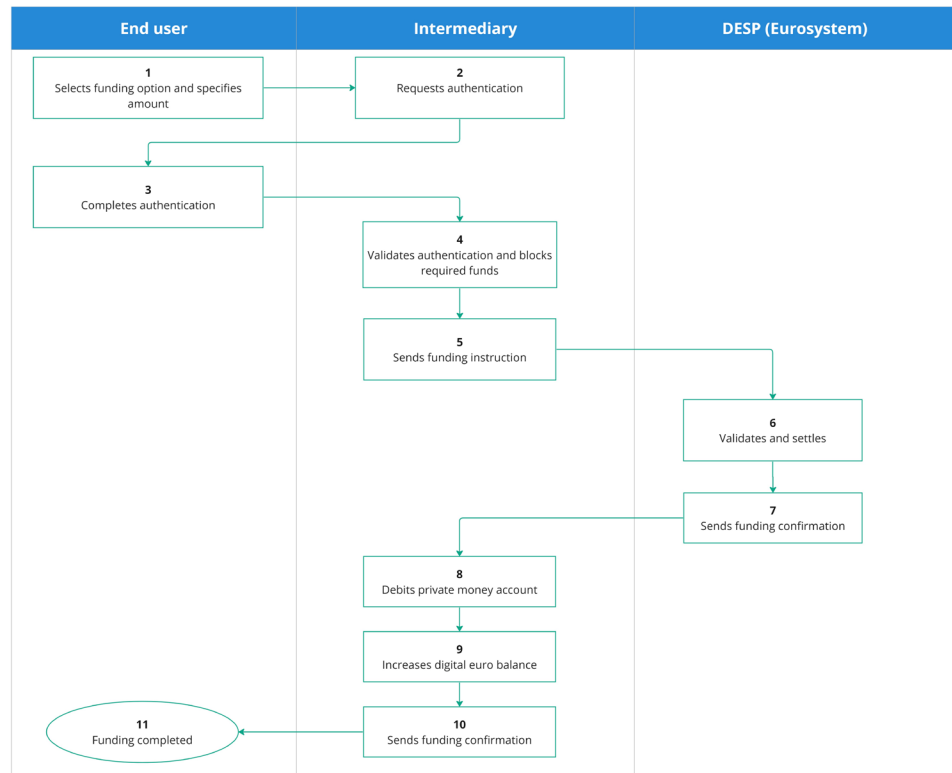 End user
Intermediary
DESP (Eurosystem)
1
Selects funding option and specifies
amount
2
Requests authentication
3
Completes authentication
4
Validates authentication and blocks
required funds
5
Sends funding instruction
6
Validates and settles
7
Sends funding confirmation
8
Debits private money account
9
Increases digital euro balance
10
Sends funding confirmation
11
Funding completed